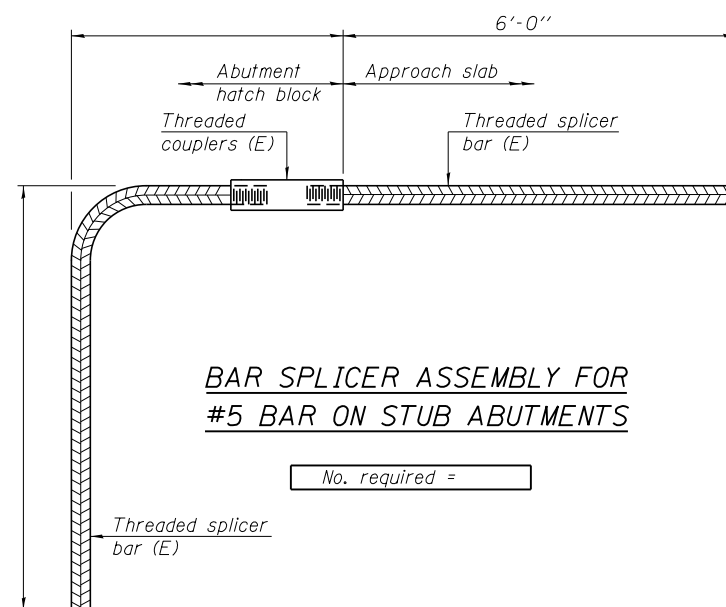 6'-0"
Abutment
hatch block
Approach slab
Threaded
couplers (E)
Threaded splicer
bar (E)
BAR SPLICER ASSEMBLY FOR
#5 BAR ON STUB ABUTMENTS
No. required =
Threaded splicer
bar (E)